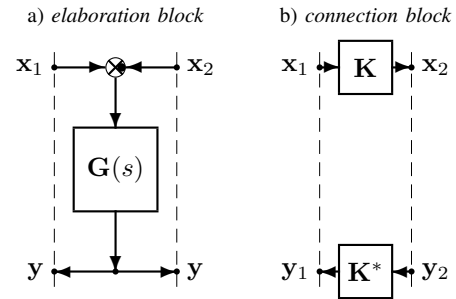 a) elaboration block
b) connection block
x₁ x₂
x₁ K x₂
G(s)
y y
y₁ K* y₂